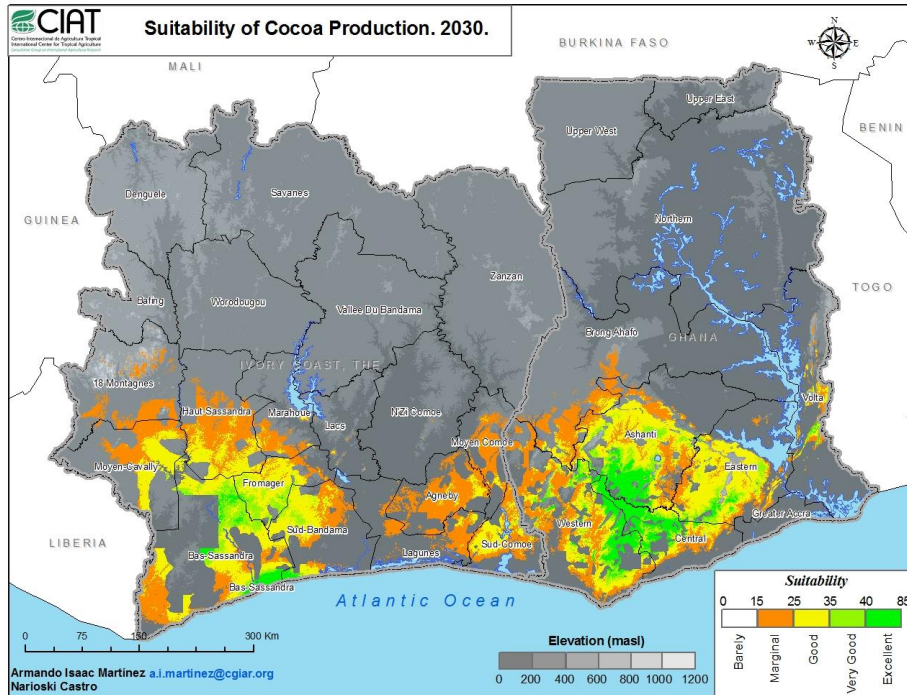 CIAT
Centro Internacional de Agricultura Tropical
International Center for Tropical Agriculture
Suitability of Cocoa Production. 2030.
BURKINA FASO
MALI
N
W E
S
Upper East
Upper West
BENIN
Denguele
Savanes
GUINEA
Northern
Zanzan
TOGO
Bafing
Worodougou
Vallee Du Bandama
Brong Ahafo
GHANA
IVORY COAST, THE
18 Montagnes
Haut-Sassandra
Marahoue
N'Zi Comoe
Lacs
Volta
Moyen Comoe
Ashanti
Moyen-Cavally
Eastern
Fromager
Agneby
Western
Greater Accra
Sud-Bandama
Central
LIBERIA
Sud-Comoe
Lagunes
Bas-Sassandra
Bas-Sassandra
Atlantic Ocean
Suitability
0 15 25 35 40 85
Barely
Marginal
Good
Very Good
Excellent
0 75 150 300 Km
Elevation (masl)
0 200 400 600 800 1000 1200
Armando Isaac Martinez a.i.martinez@cgiar.org
Narioski Castro